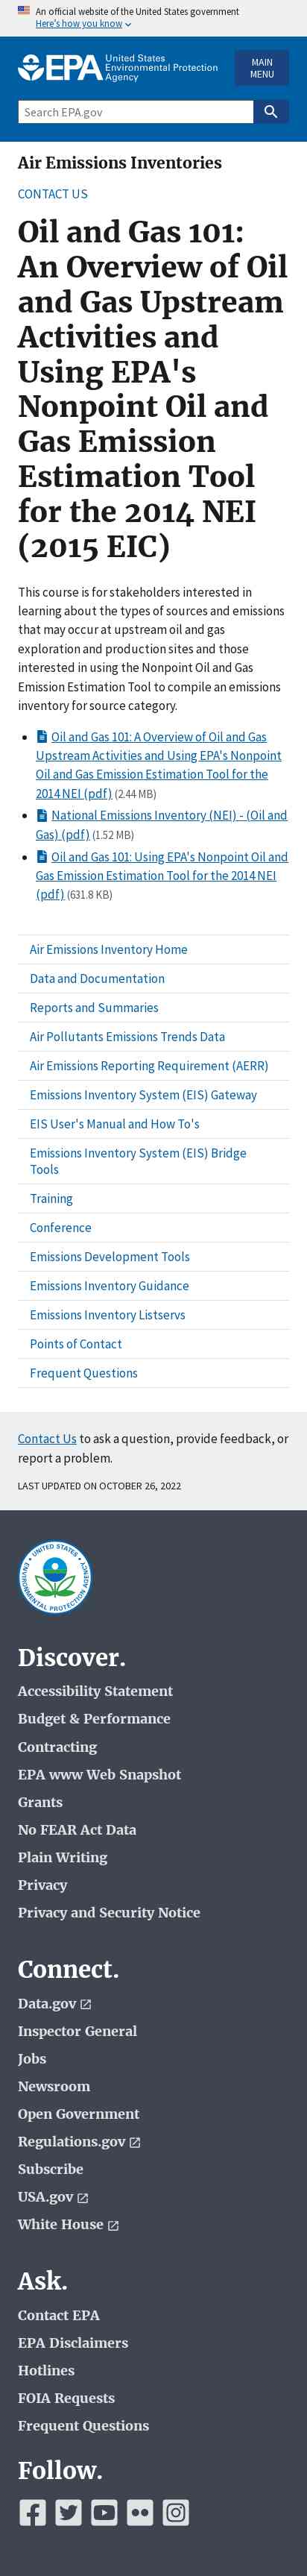 An official website of the United States government
Here's how you know
EPA United States
Environmental Protection
Agency
MAIN
MENU
Search EPA.gov
Air Emissions Inventories
CONTACT US
Oil and Gas 101:
An Overview of Oil
and Gas Upstream
Activities and
Using EPA's
Nonpoint Oil and
Gas Emission
Estimation Tool
for the 2014 NEI
(2015 EIC)
This course is for stakeholders interested in
learning about the types of sources and emissions
that may occur at upstream oil and gas
exploration and production sites and those
interested in using the Nonpoint Oil and Gas
Emission Estimation Tool to compile an emissions
inventory for this source category.
Oil and Gas 101: A Overview of Oil and Gas
Upstream Activities and Using EPA's Nonpoint
Oil and Gas Emission Estimation Tool for the
2014 NEI (pdf) (2.44 MB)
National Emissions Inventory (NEI) - (Oil and
Gas) (pdf) (1.52 MB)
Oil and Gas 101: Using EPA's Nonpoint Oil and
Gas Emission Estimation Tool for the 2014 NEI
(pdf) (631.8 KB)
Air Emissions Inventory Home
Data and Documentation
Reports and Summaries
Air Pollutants Emissions Trends Data
Air Emissions Reporting Requirement (AERR)
Emissions Inventory System (EIS) Gateway
EIS User's Manual and How To's
Emissions Inventory System (EIS) Bridge
Tools
Training
Conference
Emissions Development Tools
Emissions Inventory Guidance
Emissions Inventory Listservs
Points of Contact
Frequent Questions
Contact Us to ask a question, provide feedback, or
report a problem.
LAST UPDATED ON OCTOBER 26, 2022
UNITED STATES
ENVIRONMENTAL PROTECTION AGENCY
Discover.
Accessibility Statement
Budget & Performance
Contracting
EPA www Web Snapshot
Grants
No FEAR Act Data
Plain Writing
Privacy
Privacy and Security Notice
Connect.
Data.gov
Inspector General
Jobs
Newsroom
Open Government
Regulations.gov
Subscribe
USA.gov
White House
Ask.
Contact EPA
EPA Disclaimers
Hotlines
FOIA Requests
Frequent Questions
Follow.